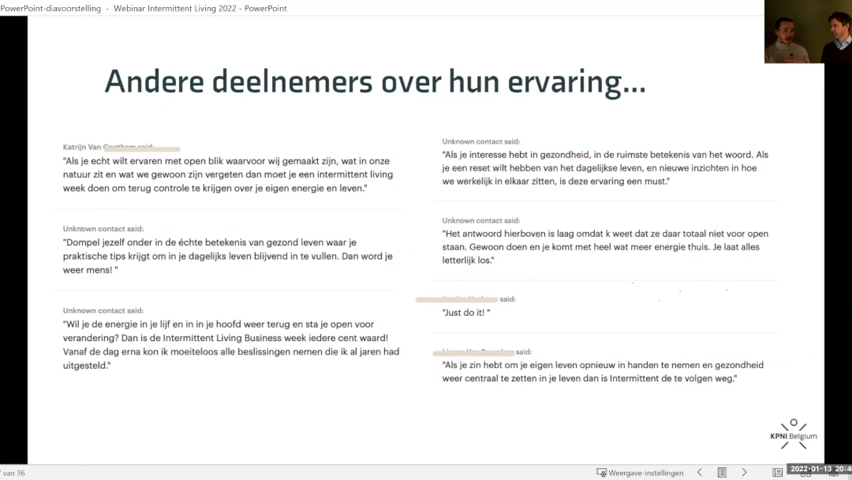 PowerPoint-diavoorstelling - Webinar Intermittent Living 2022 - PowerPoint
Andere deelnemers over hun ervaring...
Katrijn Van said:
"Als je echt wilt ervaren met open blik waarvoor wij gemaakt zijn, wat in onze
natuur zit en wat we gewoon zijn vergeten dan moet je een intermittent living
week doen om terug controle te krijgen over je eigen energie en leven."
Unknown contact said:
"Dompel jezelf onder in de échte betekenis van gezond leven waar je
praktische tips krijgt om in je dagelijks leven blijvend in te vullen. Dan word je
weer mens! "
Unknown contact said:
"Wil je de energie in je lijf en in in je hoofd weer terug en sta je open voor
verandering? Dan is de Intermittent Living Business week iedere cent waard!
Vanaf de dag erna kon ik moeiteloos alle beslissingen nemen die ik al jaren had
uitgesteld."
Unknown contact said:
"Als je interesse hebt in gezondheid, in de ruimste betekenis van het woord. Als
je een reset wilt hebben van het dagelijkse leven, en nieuwe inzichten in hoe
we werkelijk in elkaar zitten, is deze ervaring een must."
Unknown contact said:
"Het antwoord hierboven is laag omdat k weet dat ze daar totaal niet voor open
staan. Gewoon doen en je komt met heel wat meer energie thuis. Je laat alles
letterlijk los."
said:
"Just do it! "
said:
"Als je zin hebt om je eigen leven opnieuw in handen te nemen en gezondheid
weer centraal te zetten in je leven dan is Intermittent de te volgen weg."
KPNI Belgium
van 36
Weergave-instellingen
2022-01-13 20:4